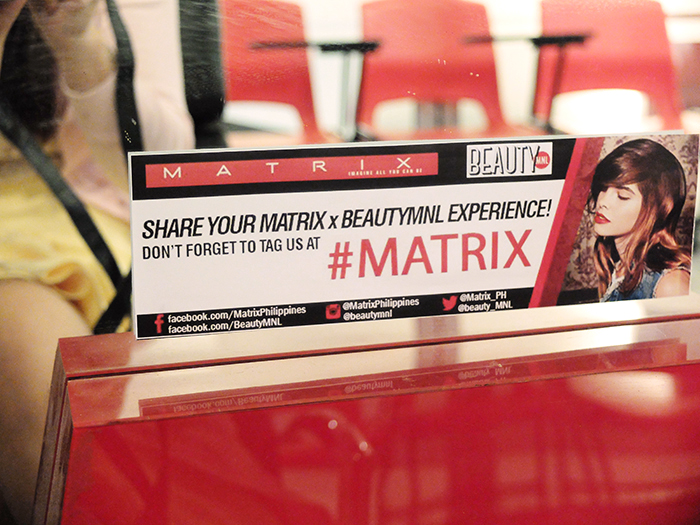 MATRIX
IMAGINE ALL YOU CAN BE
BEAUTY
MNL
SHARE YOUR MATRIX x BEAUTYMNL EXPERIENCE!
DON'T FORGET TO TAG US AT
#MATRIX
facebook.com/MatrixPhilippines
facebook.com/BeautyMNL
@MatrixPhilippines
@beautymnl
@Matrix_PH
@beauty_MNL